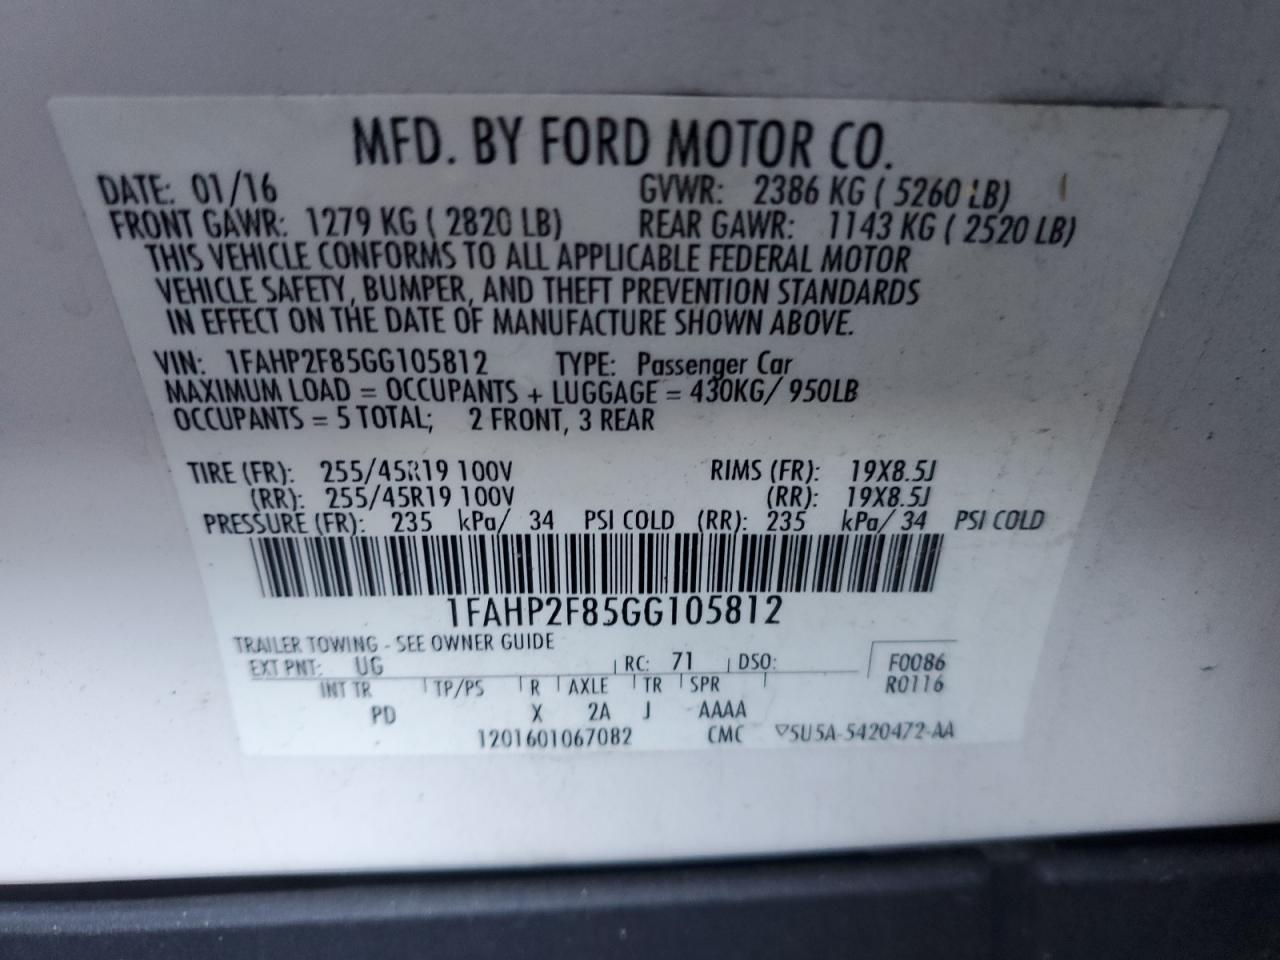 MFD. BY FORD MOTOR CO.
DATE: 01/16 GVWR: 2386 KG ( 5260 LB)
FRONT GAWR: 1279 KG ( 2820 LB) REAR GAWR: 1143 KG ( 2520 LB)
THIS VEHICLE CONFORMS TO ALL APPLICABLE FEDERAL MOTOR
VEHICLE SAFETY, BUMPER, AND THEFT PREVENTION STANDARDS
IN EFFECT ON THE DATE OF MANUFACTURE SHOWN ABOVE.
VIN: 1FAHP2F85GG105812 TYPE: Passenger Car
MAXIMUM LOAD = OCCUPANTS + LUGGAGE = 430KG/ 950LB
OCCUPANTS = 5 TOTAL; 2 FRONT, 3 REAR
TIRE (FR): 255/45R19 100V RIMS (FR): 19X8.5J
(RR): 255/45R19 100V (RR): 19X8.5J
PRESSURE (FR): 235 kPa/ 34 PSI COLD (RR): 235 kPa/ 34 PSI COLD
1FAHP2F85GG105812
TRAILER TOWING - SEE OWNER GUIDE
EXT PNT: UG RC: 71 DSO: F0086
INT TR TP/PS R AXLE TR SPR R0116
PD X 2A J AAAA
1201601067082 CMC ▽5U5A-5420472-AA